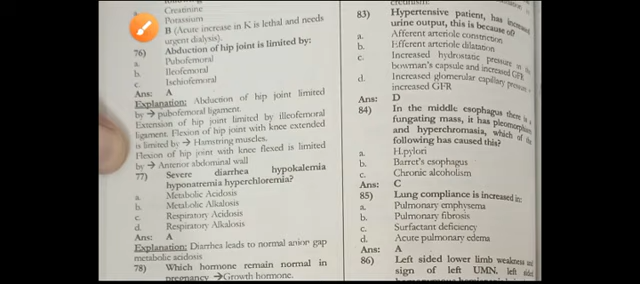 Creatinine
a. Potassium
B (Acute increase in K is lethal and needs
urgent dialysis).
76) Abduction of hip joint is limited by:
a. Pubofemoral
b. Ileofemoral
c. Ischiofemoral
Ans: A
Explanation: Abduction of hip joint limited
by → pubofemoral ligament.
Extension of hip joint limited by illeofemoral
ligament. Flexion of hip joint with knee extended
is limited by → Hamstring muscles.
Flexion of hip joint with knee flexed is limited
by → Anterior abdominal wall
77) Severe diarrhea hypokalemia
hyponatremia hyperchloremia?
a. Metabolic Acidosis
b. Metabolic Alkalosis
c. Respiratory Acidosis
d. Respiratory Alkalosis
Ans: A
Explanation: Diarrhea leads to normal anion gap
metabolic acidosis
78) Which hormone remain normal in
pregnancy → Growth hormone.
83) Hypertensive patient, has increased
urine output, this is because of?
a. Afferent arteriole constriction
b. Efferent arteriole dilatation
c. Increased hydrostatic pressure in the
bowman's capsule and increased GFR
d. Increased glomerular capillary pressure
increased GFR
Ans: D
84) In the middle esophagus there is a
fungating mass, it has pleomorphism
and hyperchromasia, which of the
following has caused this?
a. H.pylori
b. Barret's esophagus
c. Chronic alcoholism
Ans: C
85) Lung compliance is increased in:
a. Pulmonary emphysema
b. Pulmonary fibrosis
c. Surfactant deficiency
d. Acute pulmonary edema
Ans: A
86) Left sided lower limb weakness and
sign of left UMN. left sided